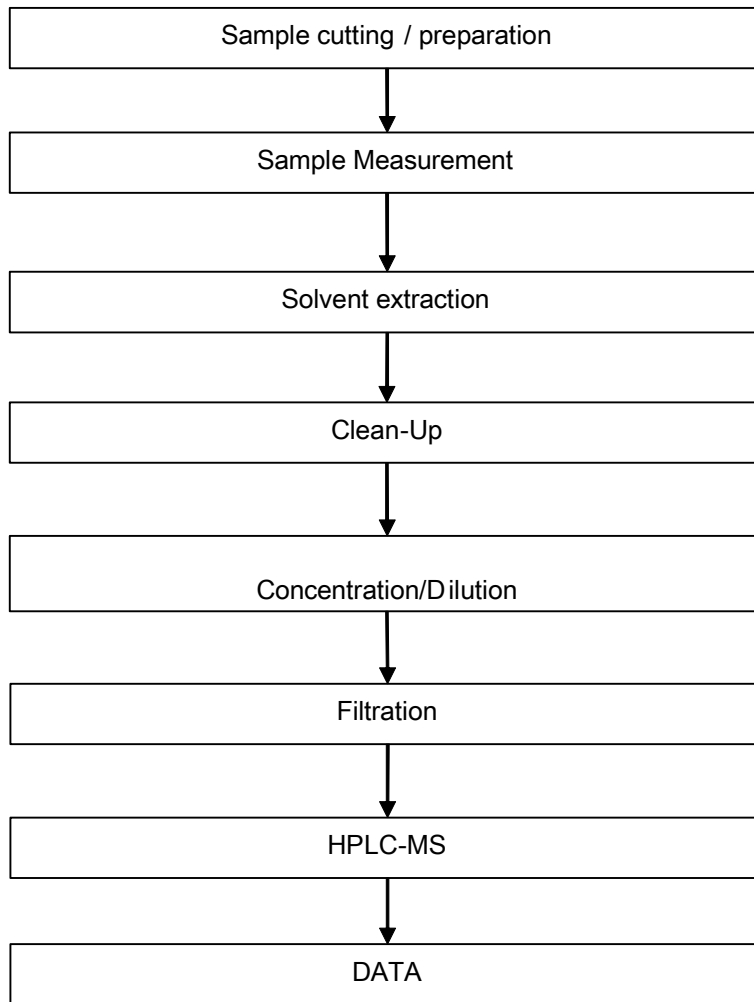 Sample cutting / preparation
Sample Measurement
Solvent extraction
Clean-Up
Concentration/Dilution
Filtration
HPLC-MS
DATA